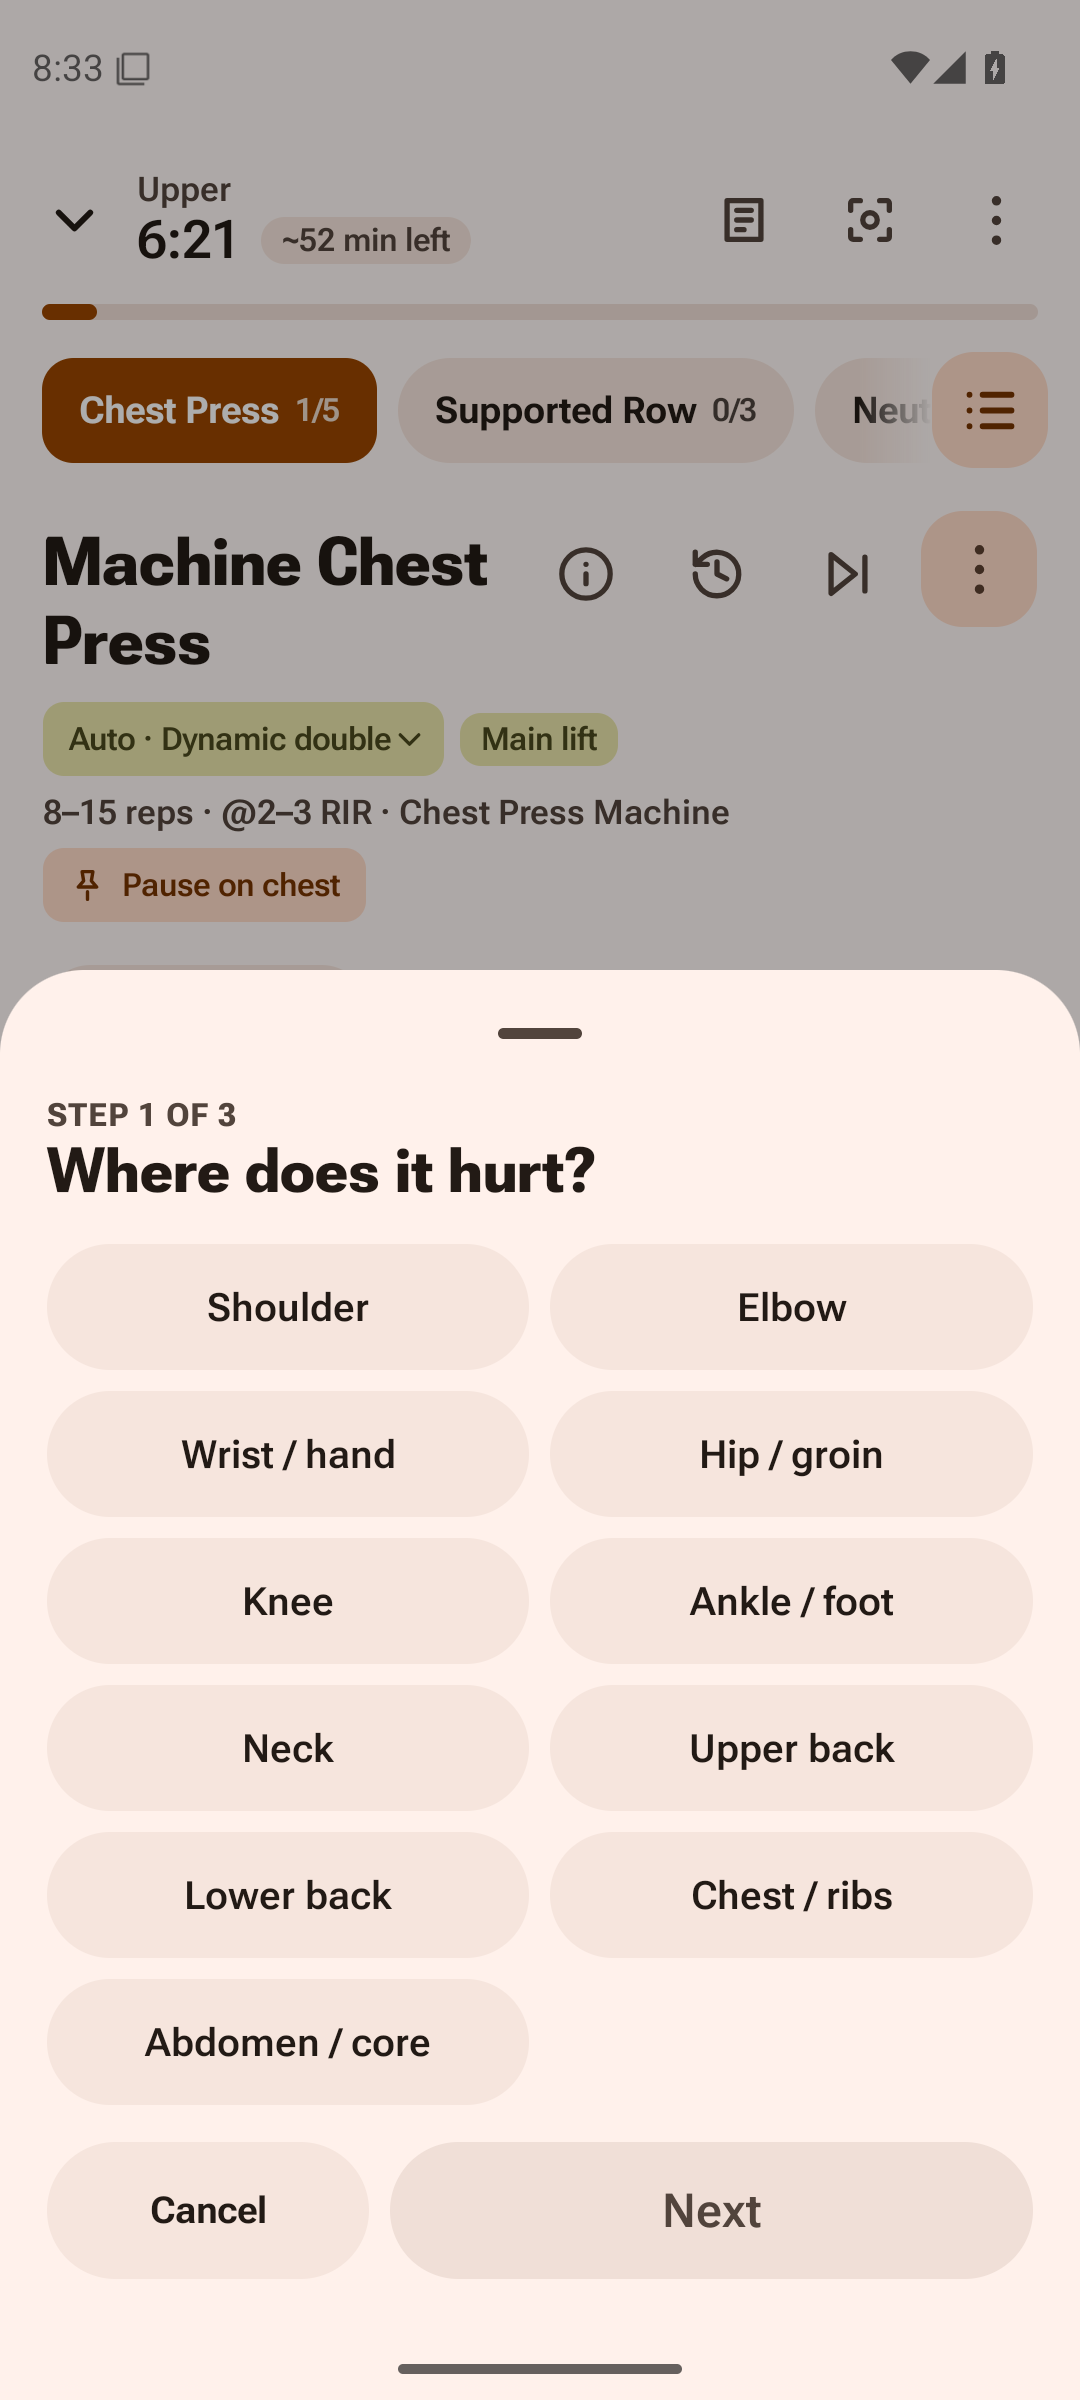 8:33
Upper
6:21 ~52 min left
Chest Press 1/5
Supported Row 0/3
Neut
Machine Chest
Press
Auto · Dynamic double
Main lift
8–15 reps · @2–3 RIR · Chest Press Machine
Pause on chest
STEP 1 OF 3
Where does it hurt?
Shoulder
Elbow
Wrist / hand
Hip / groin
Knee
Ankle / foot
Neck
Upper back
Lower back
Chest / ribs
Abdomen / core
Cancel
Next